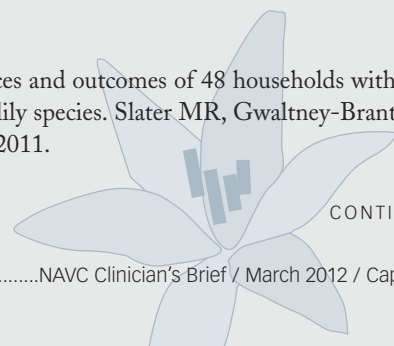 ces and outcomes of 48 households with
lily species. Slater MR, Gwaltney-Brant
2011.
CONTI
.........NAVC Clinician's Brief / March 2012 / Cap